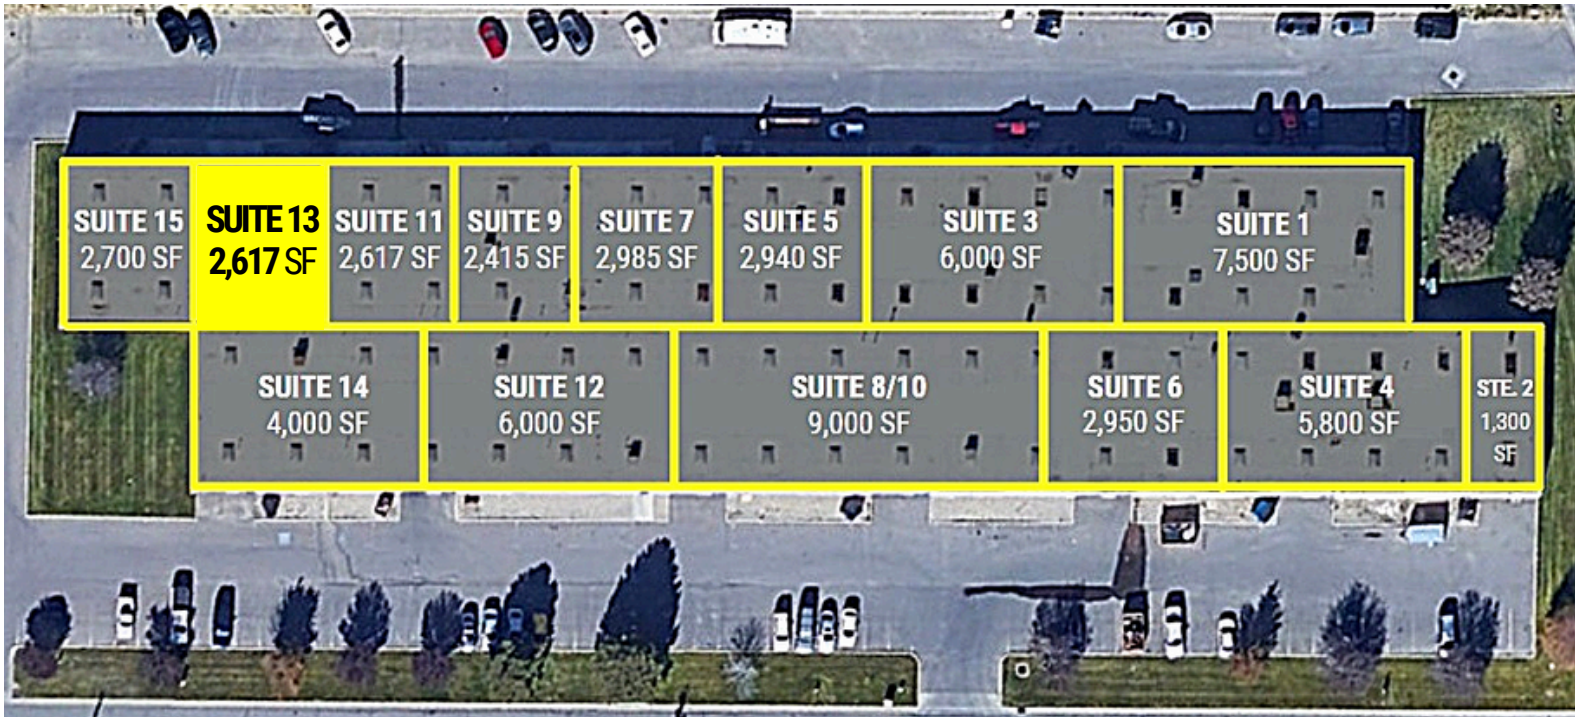 SUITE 15
2,700 SF
SUITE 13
2,617 SF
SUITE 11
2,617 SF
SUITE 9
2,415 SF
SUITE 7
2,985 SF
SUITE 5
2,940 SF
SUITE 3
6,000 SF
SUITE 1
7,500 SF
SUITE 14
4,000 SF
SUITE 12
6,000 SF
SUITE 8/10
9,000 SF
SUITE 6
2,950 SF
SUITE 4
5,800 SF
STE. 2
1,300
SF